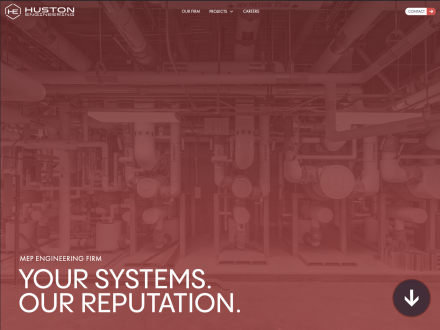 HE HUSTON
ENGINEERING
OUR FIRM PROJECTS CAREERS CONTACT
MEP ENGINEERING FIRM
YOUR SYSTEMS.
OUR REPUTATION.